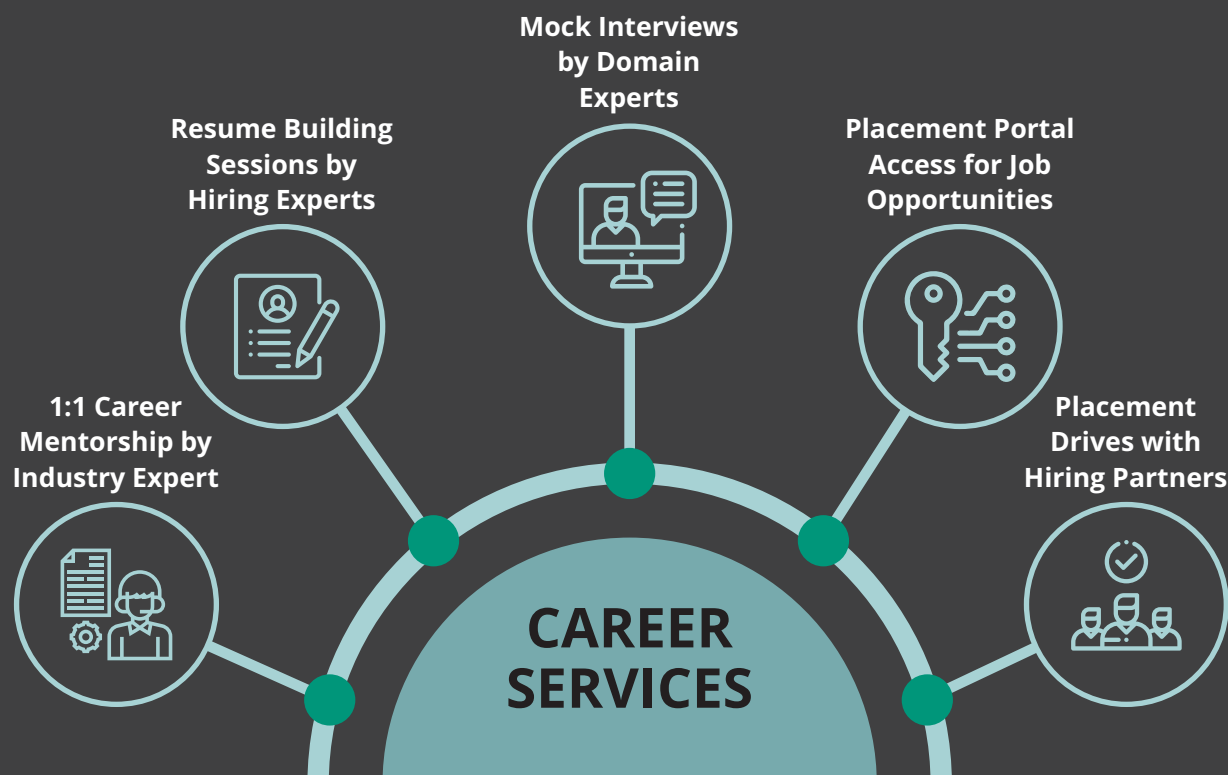 Mock Interviews
by Domain
Experts
Resume Building
Sessions by
Hiring Experts
Placement Portal
Access for Job
Opportunities
1:1 Career
Mentorship by
Industry Expert
Placement
Drives with
Hiring Partners
CAREER
SERVICES